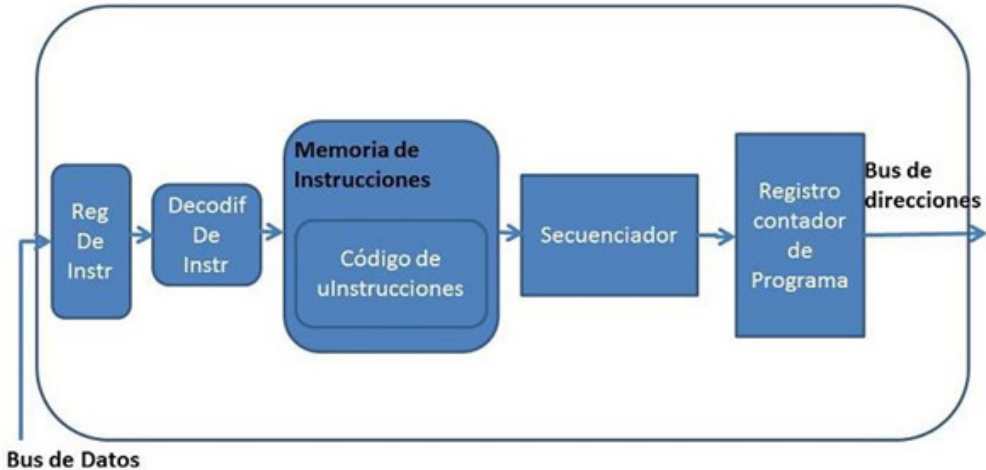 Reg
De
Instr
Decodif
De
Instr
Memoria de
Instrucciones
Código de
uInstrucciones
Secuenciador
Registro
contador
de
Programa
Bus de
direcciones
Bus de Datos